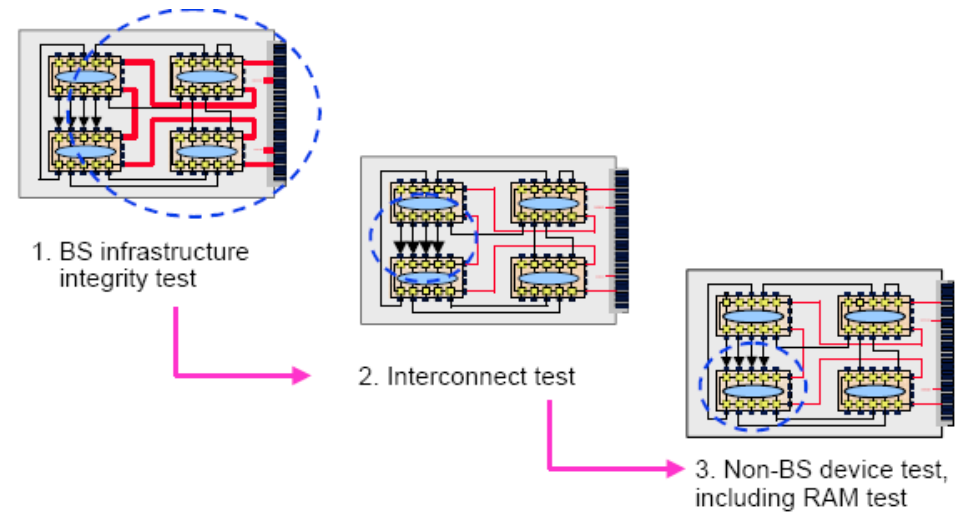 1. BS infrastructure
integrity test
2. Interconnect test
3. Non-BS device test,
including RAM test